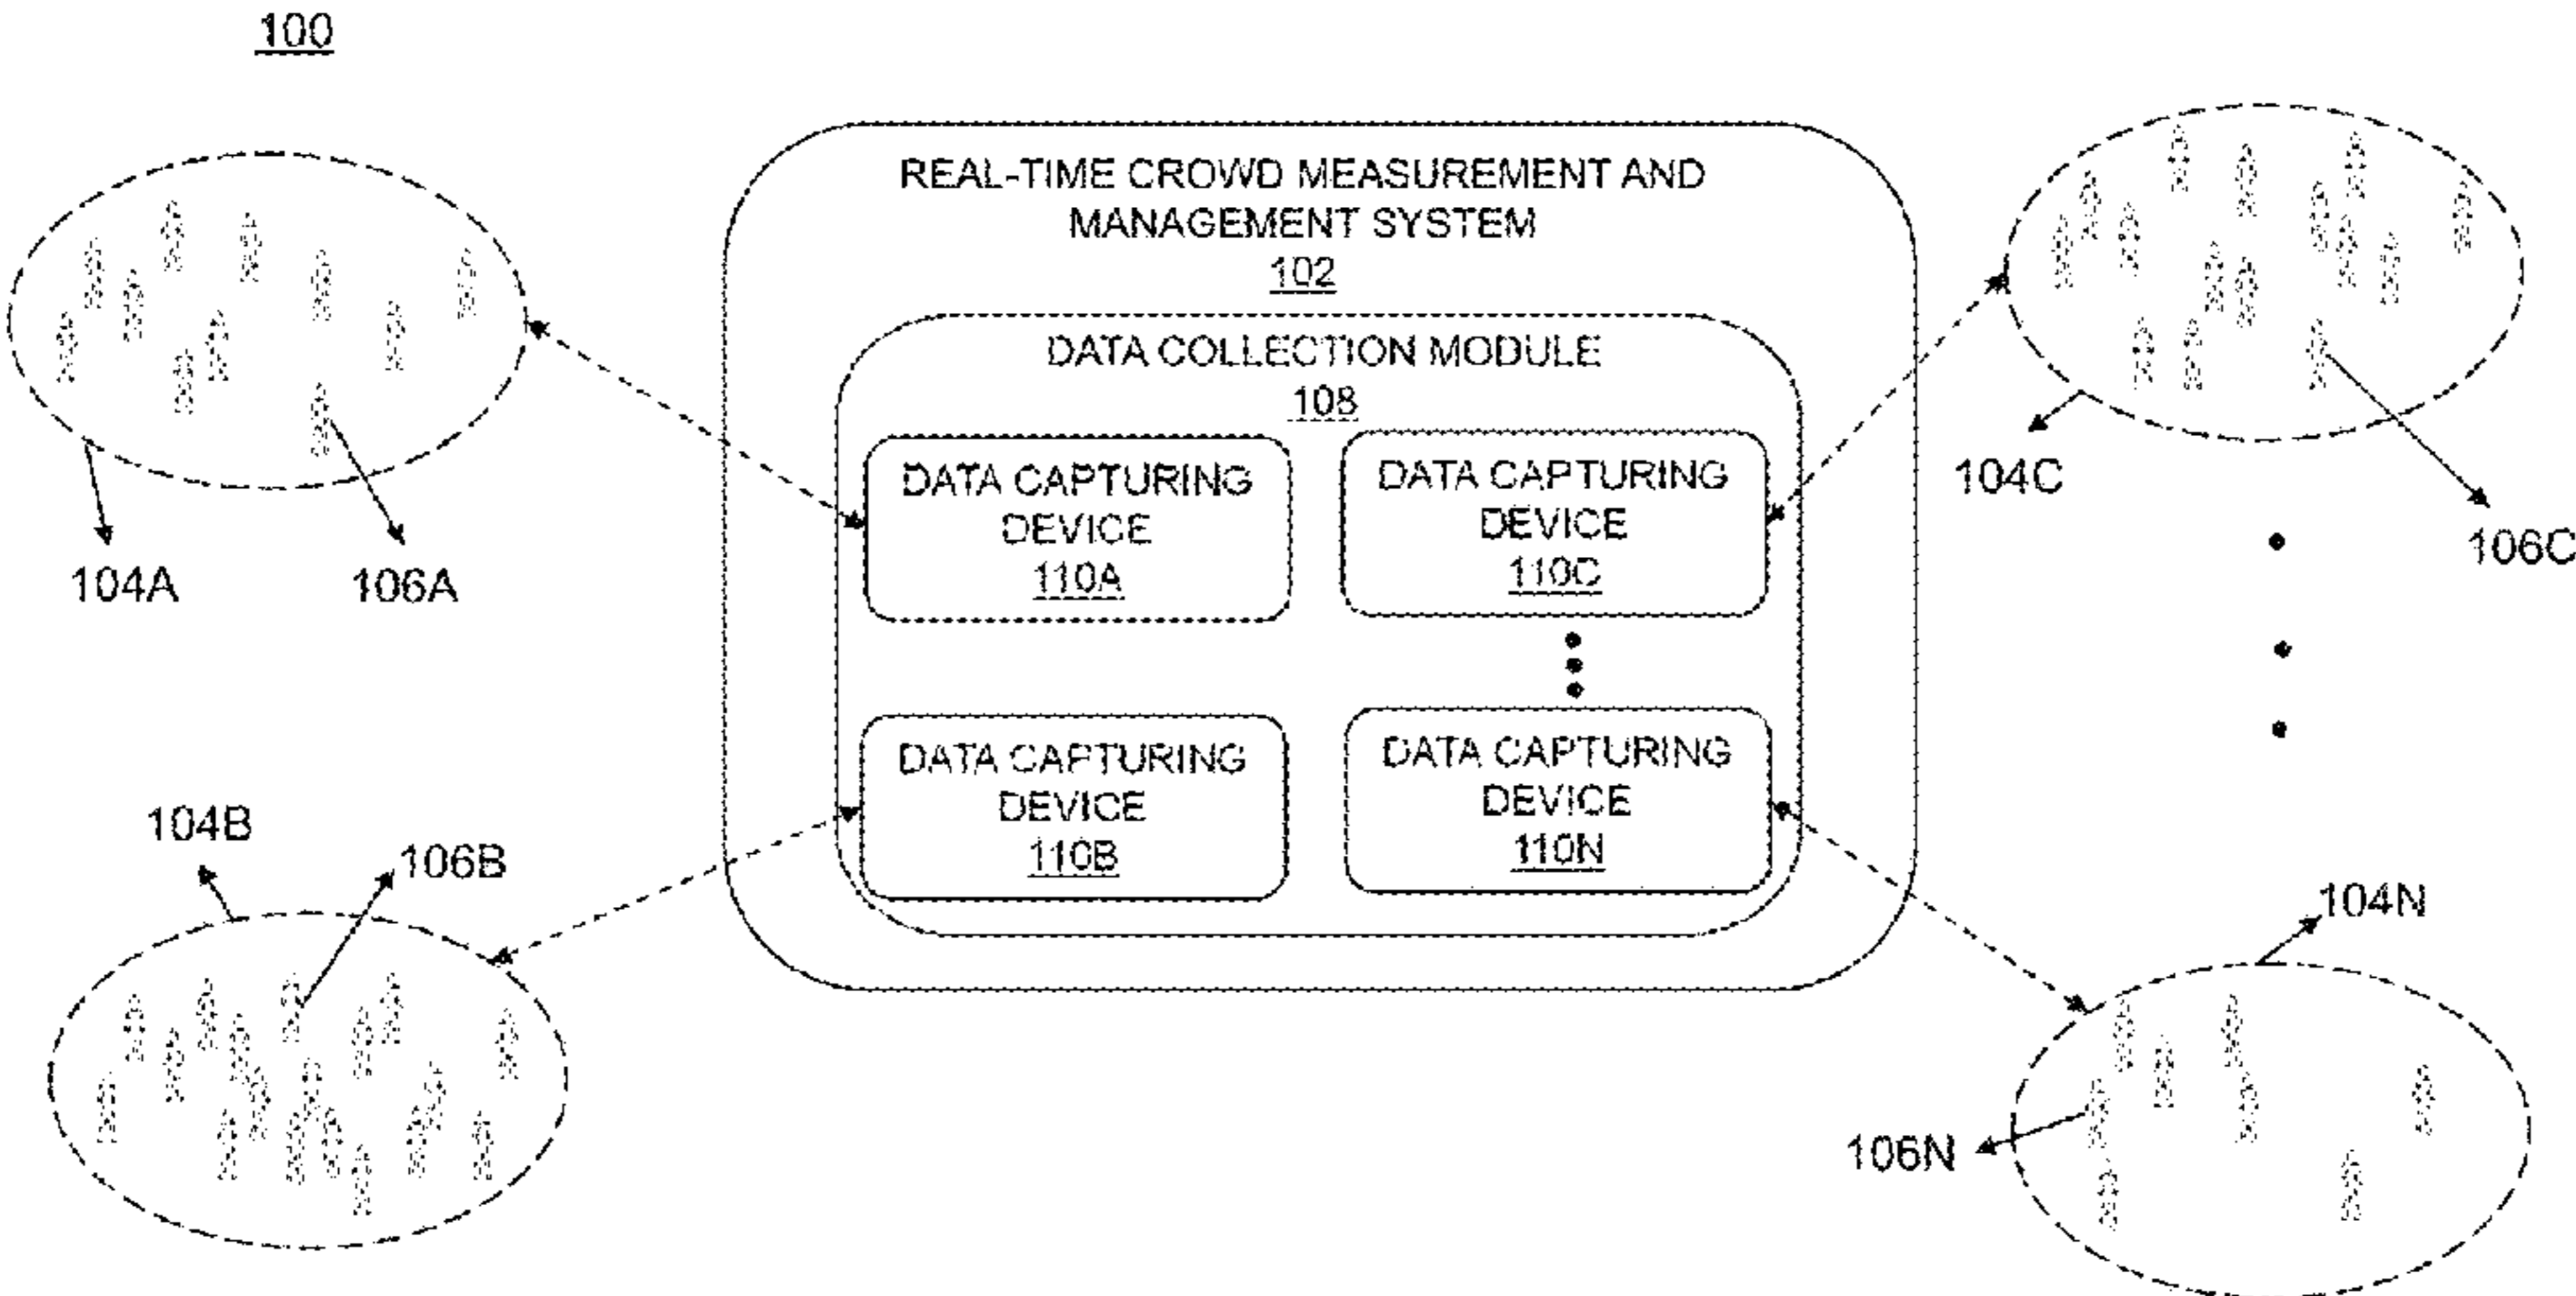 100
REAL-TIME CROWD MEASUREMENT AND
MANAGEMENT SYSTEM
102
DATA COLLECTION MODULE
108
DATA CAPTURING
DEVICE
110A
DATA CAPTURING
DEVICE
110C
DATA CAPTURING
DEVICE
110B
DATA CAPTURING
DEVICE
110N
104A
106A
104B
106B
104C
106C
104N
106N